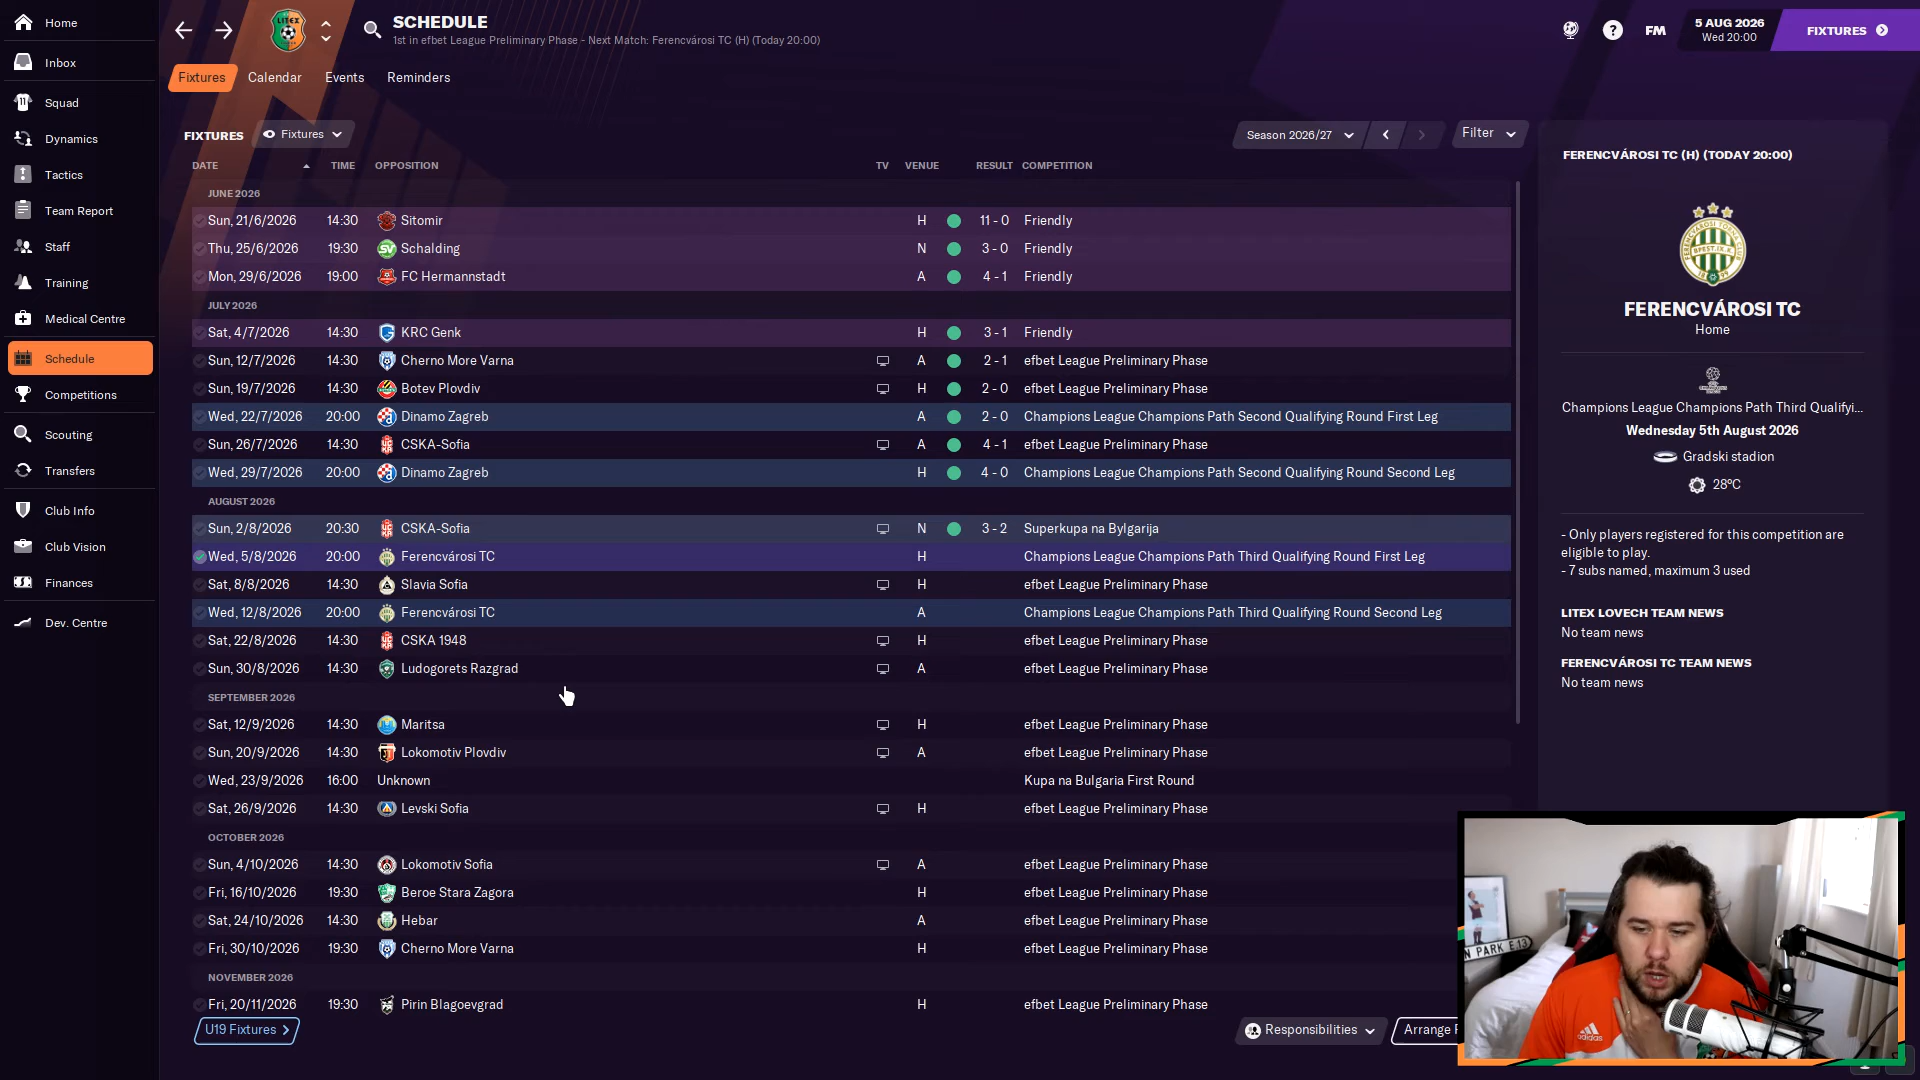 Home
Inbox
Squad
Dynamics
Tactics
Team Report
Staff
Training
Medical Centre
Schedule
Competitions
Scouting
Transfers
Club Info
Club Vision
Finances
Dev. Centre
LITEX
SCHEDULE
1st in efbet League Preliminary Phase - Next Match: Ferencvárosi TC (H) (Today 20:00)
FM
5 AUG 2026
Wed 20:00
FIXTURES
Fixtures Calendar Events Reminders
FIXTURES Fixtures Season 2026/27 Filter
DATE TIME OPPOSITION TV VENUE RESULT COMPETITION
JUNE 2026
Sun, 21/6/2026 14:30 Sitomir H 11 - 0 Friendly
Thu, 25/6/2026 19:30 Schalding N 3 - 0 Friendly
Mon, 29/6/2026 19:00 FC Hermannstadt A 4 - 1 Friendly
JULY 2026
Sat, 4/7/2026 14:30 KRC Genk H 3 - 1 Friendly
Sun, 12/7/2026 14:30 Cherno More Varna A 2 - 1 efbet League Preliminary Phase
Sun, 19/7/2026 14:30 Botev Plovdiv H 2 - 0 efbet League Preliminary Phase
Wed, 22/7/2026 20:00 Dinamo Zagreb A 2 - 0 Champions League Champions Path Second Qualifying Round First Leg
Sun, 26/7/2026 14:30 CSKA-Sofia A 4 - 1 efbet League Preliminary Phase
Wed, 29/7/2026 20:00 Dinamo Zagreb H 4 - 0 Champions League Champions Path Second Qualifying Round Second Leg
AUGUST 2026
Sun, 2/8/2026 20:30 CSKA-Sofia N 3 - 2 Superkupa na Bylgarija
Wed, 5/8/2026 20:00 Ferencvárosi TC H Champions League Champions Path Third Qualifying Round First Leg
Sat, 8/8/2026 14:30 Slavia Sofia H efbet League Preliminary Phase
Wed, 12/8/2026 20:00 Ferencvárosi TC A Champions League Champions Path Third Qualifying Round Second Leg
Sat, 22/8/2026 14:30 CSKA 1948 H efbet League Preliminary Phase
Sun, 30/8/2026 14:30 Ludogorets Razgrad A efbet League Preliminary Phase
SEPTEMBER 2026
Sat, 12/9/2026 14:30 Maritsa H efbet League Preliminary Phase
Sun, 20/9/2026 14:30 Lokomotiv Plovdiv A efbet League Preliminary Phase
Wed, 23/9/2026 16:00 Unknown Kupa na Bulgaria First Round
Sat, 26/9/2026 14:30 Levski Sofia H efbet League Preliminary Phase
OCTOBER 2026
Sun, 4/10/2026 14:30 Lokomotiv Sofia A efbet League Preliminary Phase
Fri, 16/10/2026 19:30 Beroe Stara Zagora H efbet League Preliminary Phase
Sat, 24/10/2026 14:30 Hebar A efbet League Preliminary Phase
Fri, 30/10/2026 19:30 Cherno More Varna H efbet League Preliminary Phase
NOVEMBER 2026
Fri, 20/11/2026 19:30 Pirin Blagoevgrad H efbet League Preliminary Phase
U19 Fixtures Responsibilities Arrange F
FERENCVÁROSI TC (H) (TODAY 20:00)
FERENCVÁROSI TC
Home
Champions League Champions Path Third Qualifyi...
Wednesday 5th August 2026
Gradski stadion
28°C
- Only players registered for this competition are
eligible to play.
- 7 subs named, maximum 3 used
LITEX LOVECH TEAM NEWS
No team news
FERENCVÁROSI TC TEAM NEWS
No team news
N PARK E.13
adidas